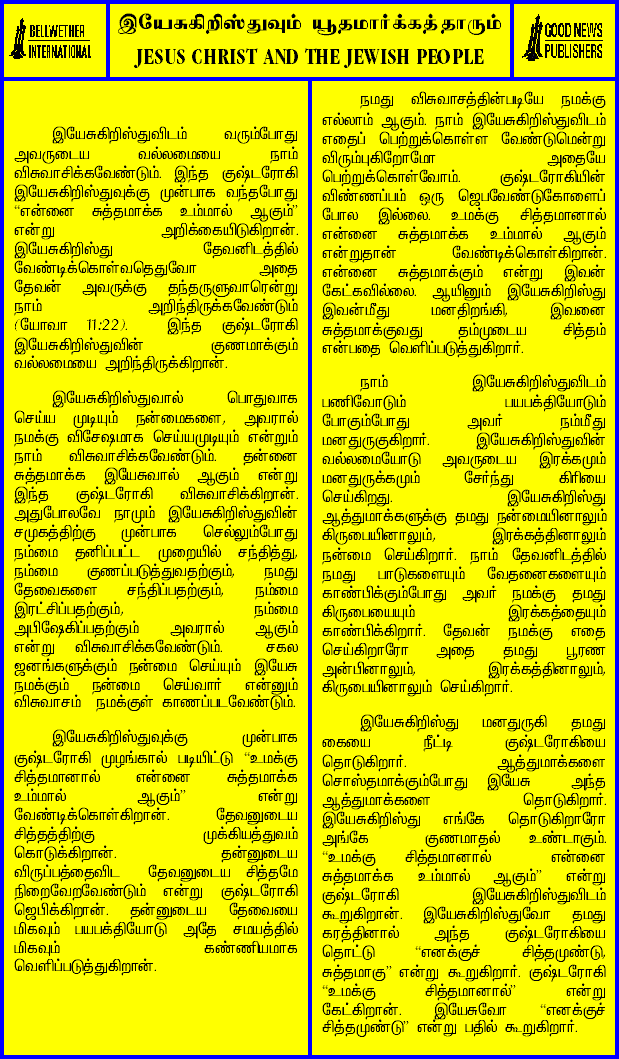 BELLWETHER
INTERNATIONAL
இயேசுகிறிஸ்துவும் யூதமார்க்கத்தாரும்
JESUS CHRIST AND THE JEWISH PEOPLE
GOOD NEWS
PUBLISHERS
இயேசுகிறிஸ்துவிடம் வரும்போது
அவருடைய வல்லமையை நாம்
விசுவாசிக்கவேண்டும். இந்த குஷ்டரோகி
இயேசுகிறிஸ்துவுக்கு முன்பாக வந்தபோது
“என்னை சுத்தமாக்க உம்மால் ஆகும்”
என்று அறிக்கையிடுகிறான்.
இயேசுகிறிஸ்து தேவனிடத்தில்
வேண்டிக்கொள்வதெதுவோ அதை
தேவன் அவருக்கு தந்தருளுவாரென்று
நாம் அறிந்திருக்கவேண்டும்
(யோவா 11:22). இந்த குஷ்டரோகி
இயேசுகிறிஸ்துவின் குணமாக்கும்
வல்லமையை அறிந்திருக்கிறான்.
இயேசுகிறிஸ்துவால் பொதுவாக
செய்ய முடியும் நன்மைகளை, அவரால்
நமக்கு விசேஷமாக செய்யமுடியும் என்றும்
நாம் விசுவாசிக்கவேண்டும். தன்னை
சுத்தமாக்க இயேசுவால் ஆகும் என்று
இந்த குஷ்டரோகி விசுவாசிக்கிறான்.
அதுபோலவே நாமும் இயேசுகிறிஸ்துவின்
சமுகத்திற்கு முன்பாக செல்லும்போது
நம்மை தனிப்பட்ட முறையில் சந்தித்து,
நம்மை குணப்படுத்துவதற்கும், நமது
தேவைகளை சந்திப்பதற்கும், நம்மை
இரட்சிப்பதற்கும், நம்மை
அபிஷேகிப்பதற்கும் அவரால் ஆகும்
என்று விசுவாசிக்கவேண்டும். சகல
ஜனங்களுக்கும் நன்மை செய்யும் இயேசு
நமக்கும் நன்மை செய்வார் என்னும்
விசுவாசம் நமக்குள் காணப்படவேண்டும்.
இயேசுகிறிஸ்துவுக்கு முன்பாக
குஷ்டரோகி முழங்கால் படியிட்டு “உமக்கு
சித்தமானால் என்னை சுத்தமாக்க
உம்மால் ஆகும்” என்று
வேண்டிக்கொள்கிறான். தேவனுடைய
சித்தத்திற்கு முக்கியத்துவம்
கொடுக்கிறான். தன்னுடைய
விருப்பத்தைவிட தேவனுடைய சித்தமே
நிறைவேறவேண்டும் என்று குஷ்டரோகி
ஜெபிக்கிறான். தன்னுடைய தேவையை
மிகவும் பயபக்தியோடு அதே சமயத்தில்
மிகவும் கண்ணியமாக
வெளிப்படுத்துகிறான்.
நமது விசுவாசத்தின்படியே நமக்கு
எல்லாம் ஆகும். நாம் இயேசுகிறிஸ்துவிடம்
எதைப் பெற்றுக்கொள்ள வேண்டுமென்று
விரும்புகிறோமோ அதையே
பெற்றுக்கொள்வோம். குஷ்டரோகியின்
விண்ணப்பம் ஒரு ஜெபவேண்டுகோளைப்
போல இல்லை. உமக்கு சித்தமானால்
என்னை சுத்தமாக்க உம்மால் ஆகும்
என்றுதான் வேண்டிக்கொள்கிறான்.
என்னை சுத்தமாக்கும் என்று இவன்
கேட்கவில்லை. ஆயினும் இயேசுகிறிஸ்து
இவன்மீது மனதிறங்கி, இவனை
சுத்தமாக்குவது தம்முடைய சித்தம்
என்பதை வெளிப்படுத்துகிறார்.
நாம் இயேசுகிறிஸ்துவிடம்
பணிவோடும் பயபக்தியோடும்
போகும்போது அவர் நம்மீது
மனதுருகுகிறார். இயேசுகிறிஸ்துவின்
வல்லமையோடு அவருடைய இரக்கமும்
மனதுருக்கமும் சேர்ந்து கிரியை
செய்கிறது. இயேசுகிறிஸ்து
ஆத்துமாக்களுக்கு தமது நன்மையினாலும்
கிருபையினாலும், இரக்கத்தினாலும்
நன்மை செய்கிறார். நாம் தேவனிடத்தில்
நமது பாடுகளையும் வேதனைகளையும்
காண்பிக்கும்போது அவர் நமக்கு தமது
கிருபையையும் இரக்கத்தையும்
காண்பிக்கிறார். தேவன் நமக்கு எதை
செய்கிறாரோ அதை தமது பூரண
அன்பினாலும், இரக்கத்தினாலும்,
கிருபையினாலும் செய்கிறார்.
இயேசுகிறிஸ்து மனதுருகி தமது
கையை நீட்டி குஷ்டரோகியை
தொடுகிறார். ஆத்துமாக்களை
சொஸ்தமாக்கும்போது இயேசு அந்த
ஆத்துமாக்களை தொடுகிறார்.
இயேசுகிறிஸ்து எங்கே தொடுகிறாரோ
அங்கே குணமாதல் உண்டாகும்.
“உமக்கு சித்தமானால் என்னை
சுத்தமாக்க உம்மால் ஆகும்” என்று
குஷ்டரோகி இயேசுகிறிஸ்துவிடம்
கூறுகிறான். இயேசுகிறிஸ்துவோ தமது
கரத்தினால் அந்த குஷ்டரோகியை
தொட்டு “எனக்குச் சித்தமுண்டு,
சுத்தமாகு” என்று கூறுகிறார். குஷ்டரோகி
“உமக்கு சித்தமானால்” என்று
கேட்கிறான். இயேசுவோ “எனக்குச்
சித்தமுண்டு” என்று பதில் கூறுகிறார்.